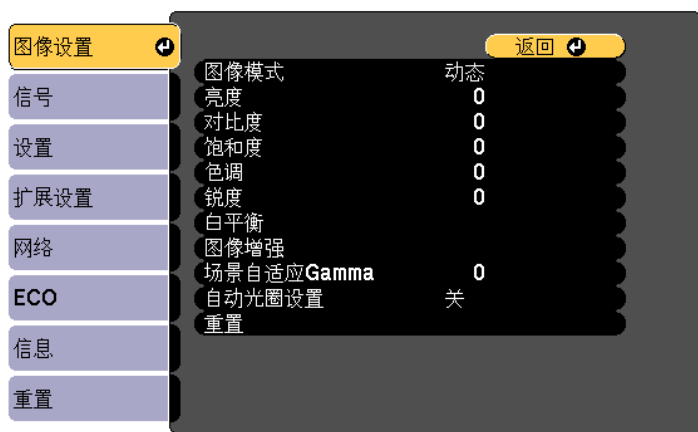 图像设置
信号
设置
扩展设置
网络
ECO
信息
重置
返回
图像模式 动态
亮度 0
对比度 0
饱和度 0
色调 0
锐度 0
白平衡
图像增强
场景自适应Gamma 0
自动光圈设置 关
重置